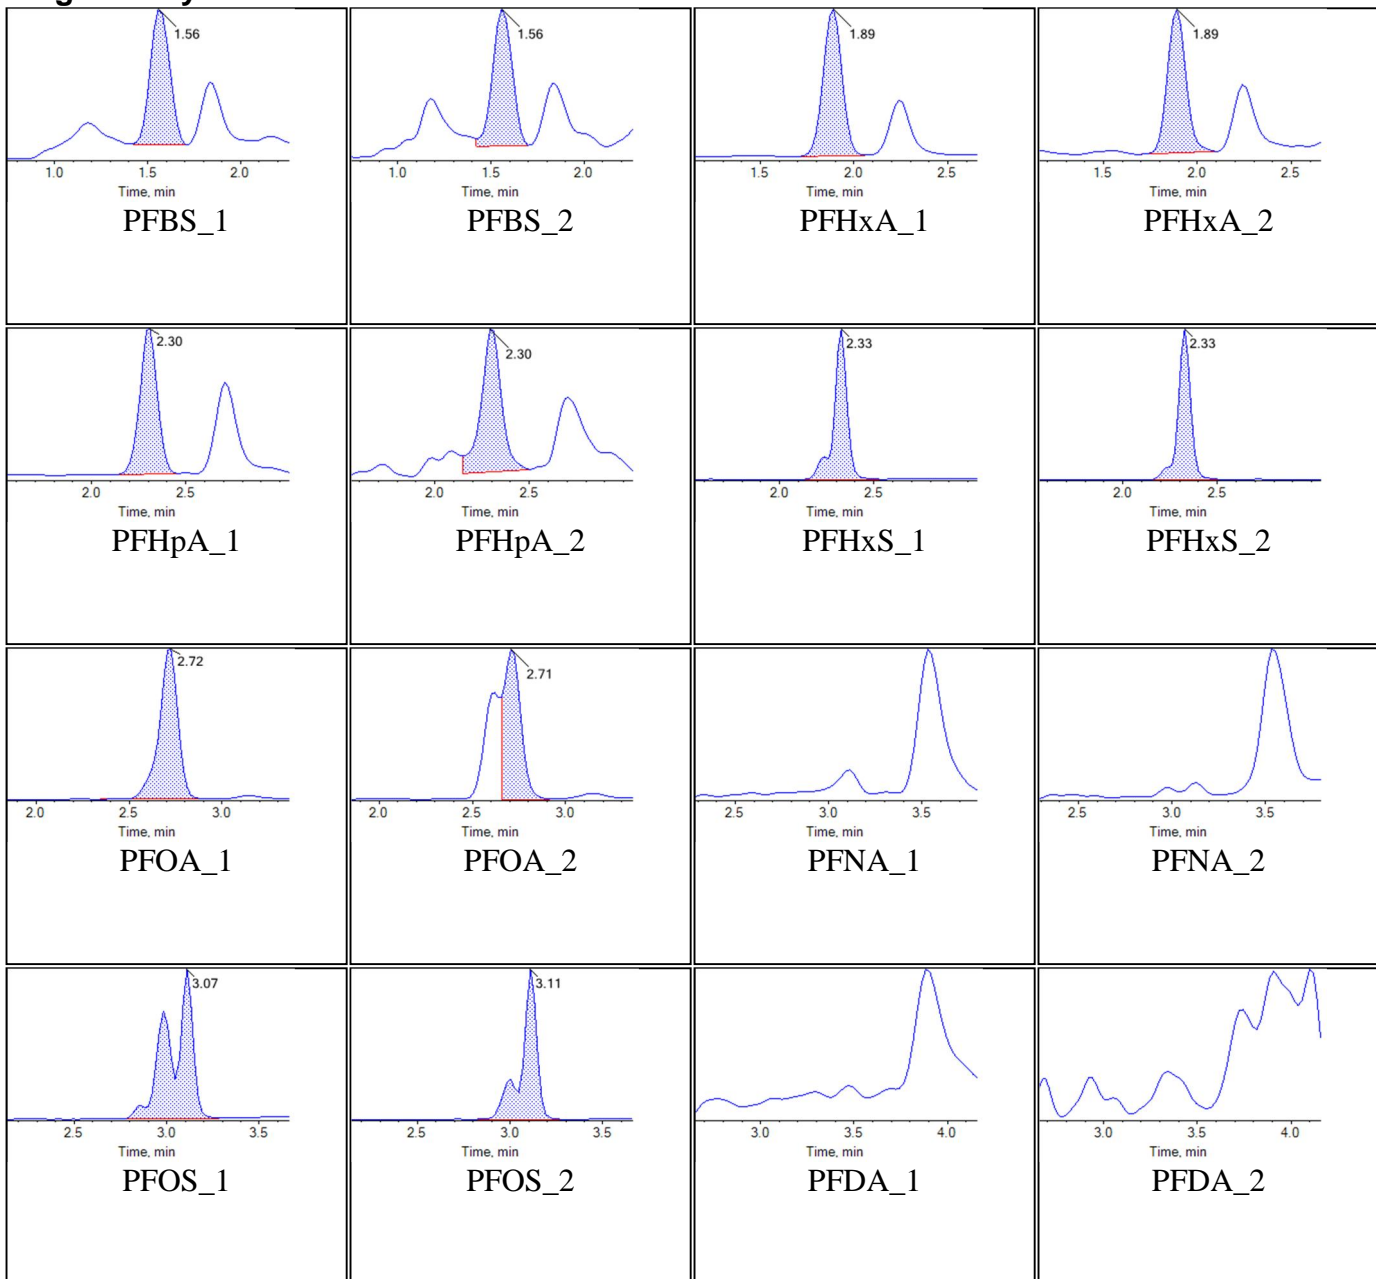 1.56 1.56 1.89 1.89
1.0 1.5 2.0 1.0 1.5 2.0 1.5 2.0 2.5 1.5 2.0 2.5
Time, min Time, min Time, min Time, min
PFBS_1 PFBS_2 PFHxA_1 PFHxA_2
2.30 2.30 2.33 2.33
2.0 2.5 2.0 2.5 2.0 2.5 2.0 2.5
Time, min Time, min Time, min Time, min
PFHpA_1 PFHpA_2 PFHxS_1 PFHxS_2
2.72 2.71
2.0 2.5 3.0 2.0 2.5 3.0 2.5 3.0 3.5 2.5 3.0 3.5
Time, min Time, min Time, min Time, min
PFOA_1 PFOA_2 PFNA_1 PFNA_2
3.07 3.11
2.5 3.0 3.5 2.5 3.0 3.5 3.0 3.5 4.0 3.0 3.5 4.0
Time, min Time, min Time, min Time, min
PFOS_1 PFOS_2 PFDA_1 PFDA_2